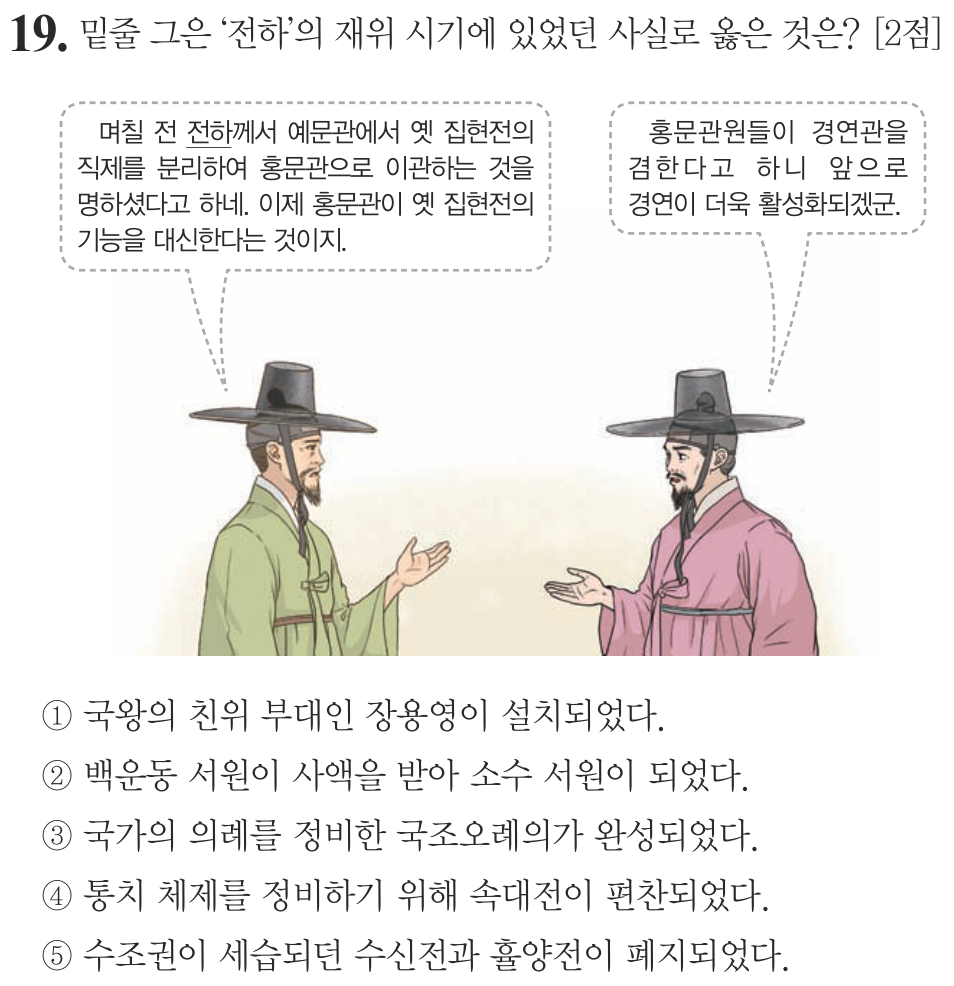 19. 밑줄 그은 ‘전하’의 재위 시기에 있었던 사실로 옳은 것은? [2점]
며칠 전 전하께서 예문관에서 옛 집현전의
직제를 분리하여 홍문관으로 이관하는 것을
명하셨다고 하네. 이제 홍문관이 옛 집현전의
기능을 대신한다는 것이지.
홍문관원들이 경연관을
겸한다고 하니 앞으로
경연이 더욱 활성화되겠군.
① 국왕의 친위 부대인 장용영이 설치되었다.
② 백운동 서원이 사액을 받아 소수 서원이 되었다.
③ 국가의 의례를 정비한 국조오례의가 완성되었다.
④ 통치 체제를 정비하기 위해 속대전이 편찬되었다.
⑤ 수조권이 세습되던 수신전과 휼양전이 폐지되었다.